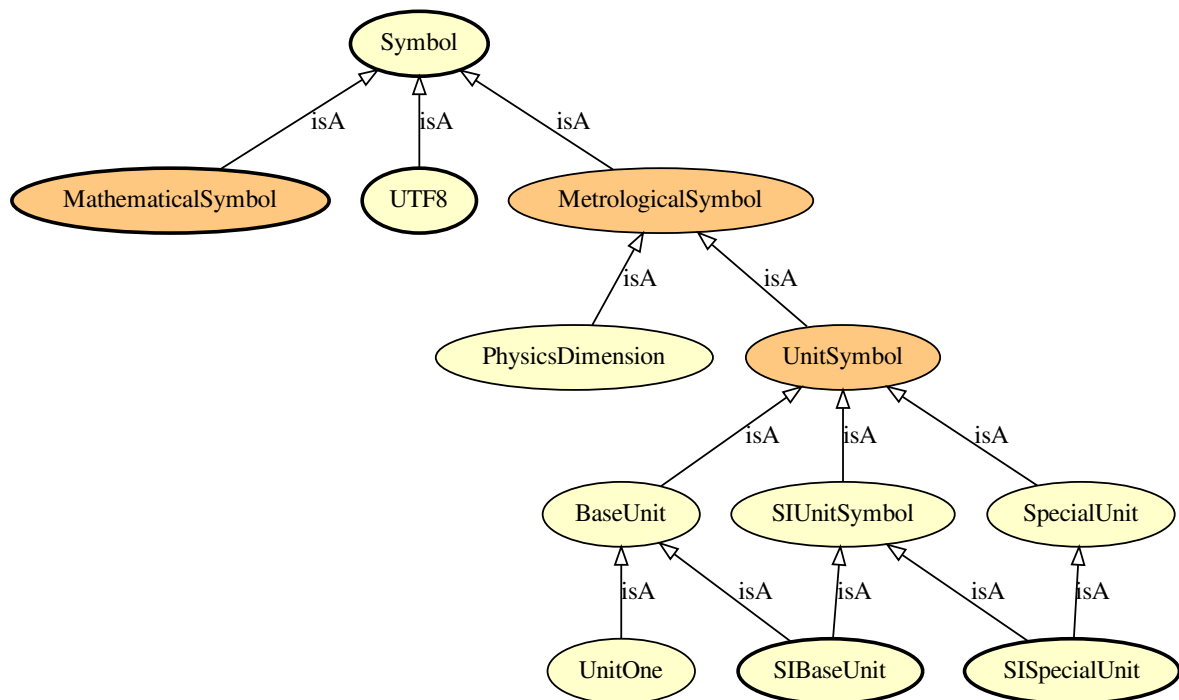 Symbol
isA isA isA
MathematicalSymbol UTF8 MetrologicalSymbol
isA isA
PhysicsDimension UnitSymbol
isA isA isA
BaseUnit SIUnitSymbol SpecialUnit
isA isA isA isA isA
UnitOne SIBaseUnit SISpecialUnit